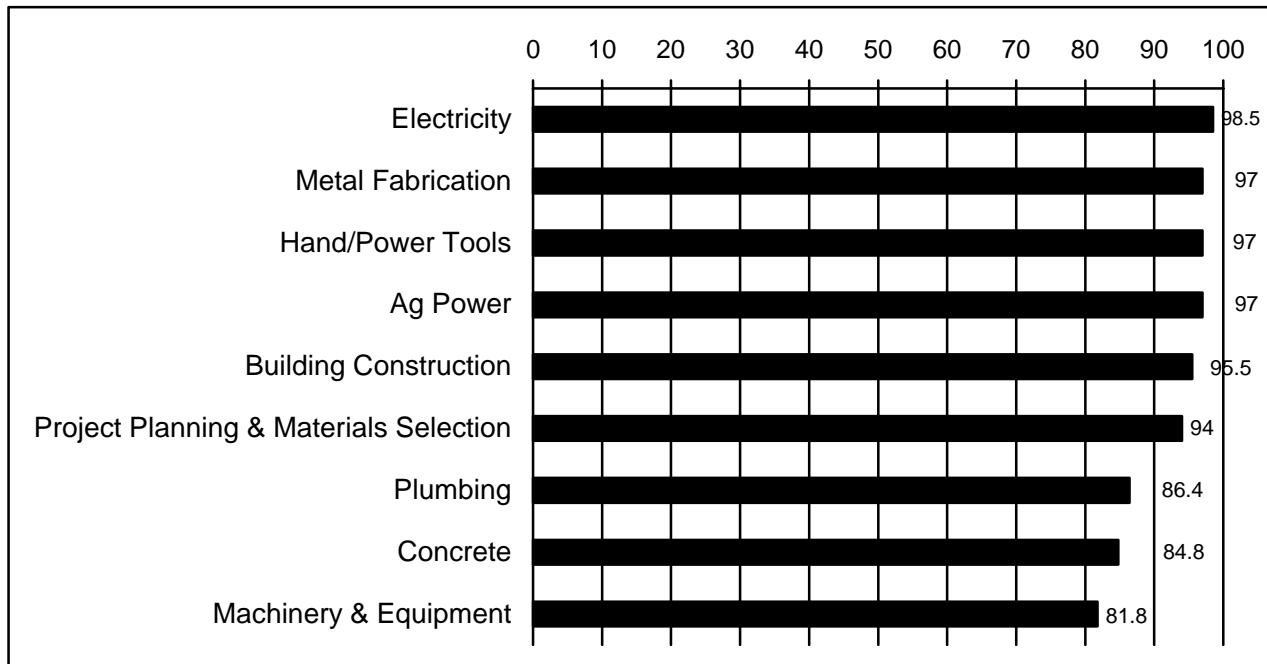 0 10 20 30 40 50 60 70 80 90 100
Electricity 98.5
Metal Fabrication 97
Hand/Power Tools 97
Ag Power 97
Building Construction 95.5
Project Planning & Materials Selection 94
Plumbing 86.4
Concrete 84.8
Machinery & Equipment 81.8